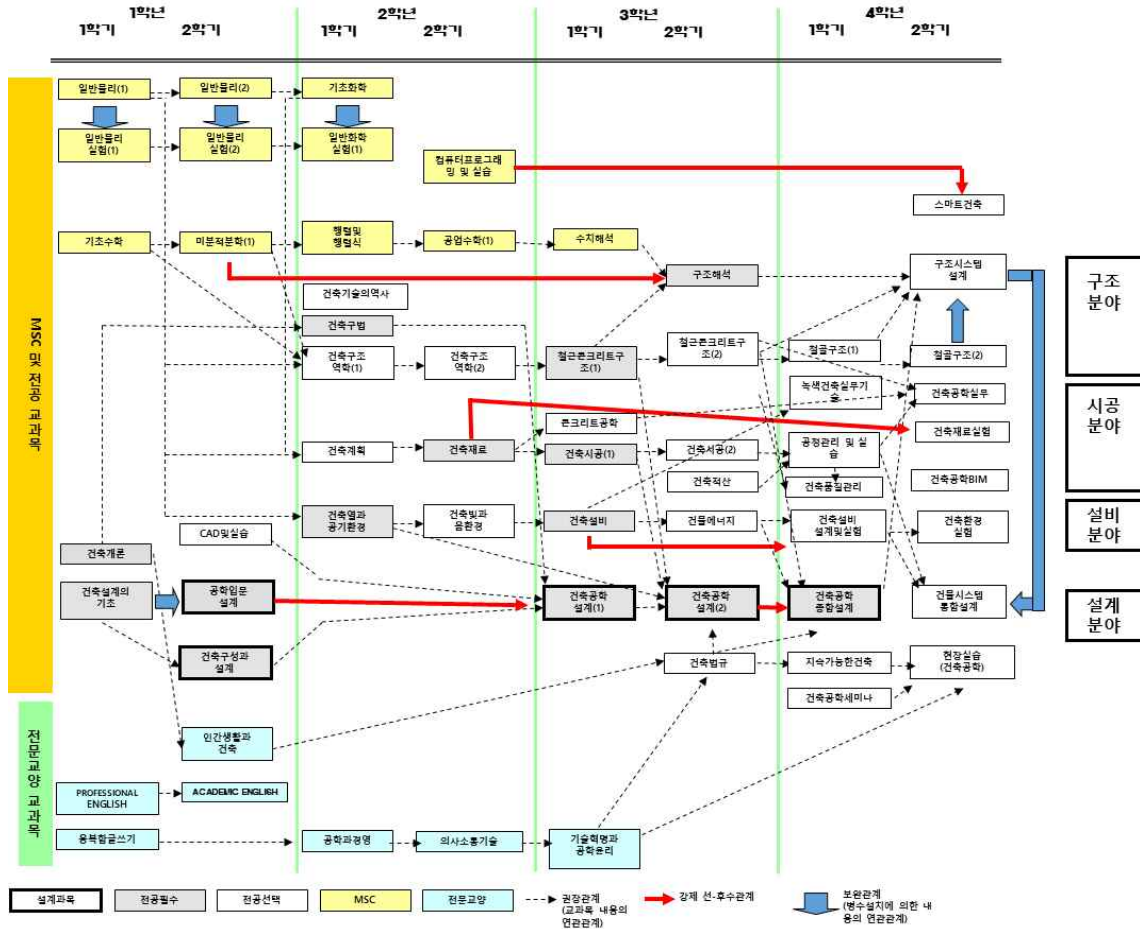 1학년
2학년
3학년
4학년
1학기
2학기
1학기
2학기
1학기
2학기
1학기
2학기
MSC 및 전공 교과목
일반물리(1)
일반물리(2)
기초화학
일반물리
실험(1)
일반물리
실험(2)
일반화학
실험(1)
컴퓨터프로그래
밍 및 실습
스마트건축
기초수학
미분적분학(1)
행렬및
행렬식
공업수학(1)
수치해석
구조해석
구조시스템
설계
구조
분야
건축기술의역사
건축구법
건축구조
역학(1)
건축구조
역학(2)
철근콘크리트구
조(1)
철근콘크리트구
조(2)
철골구조(1)
철골구조(2)
녹색건축실무기
술
건축공학실무
시공
분야
콘크리트공학
건축재료실험
건축계획
건축재료
건축시공(1)
건축시공(2)
공정관리 및 실
습
건축적산
건축품질관리
건축공학BIM
건축열과
공기환경
건축빛과
음환경
건축설비
건물에너지
건축설비
설계및실험
건축환경
실험
설비
분야
CAD및실습
건축개론
건축설계의
기초
공학입문
설계
건축공학
설계(1)
건축공학
설계(2)
건축공학
종합설계
건물시스템
통합설계
설계
분야
건축구성과
설계
건축법규
지속가능한건축
현장실습
(건축공학)
건축공학세미나
전문교양 교과목
인간생활과
건축
PROFESSIONAL
ENGLISH
ACADEMIC ENGLISH
융복합글쓰기
공학과경영
의사소통기술
기술혁명과
공학윤리
설계과목
전공필수
전공선택
MSC
전문교양
권장관계
(교과목 내용의
연관관계)
강제 선-후수관계
보완관계
(병수설치에 의한 내
용의 연관관계)